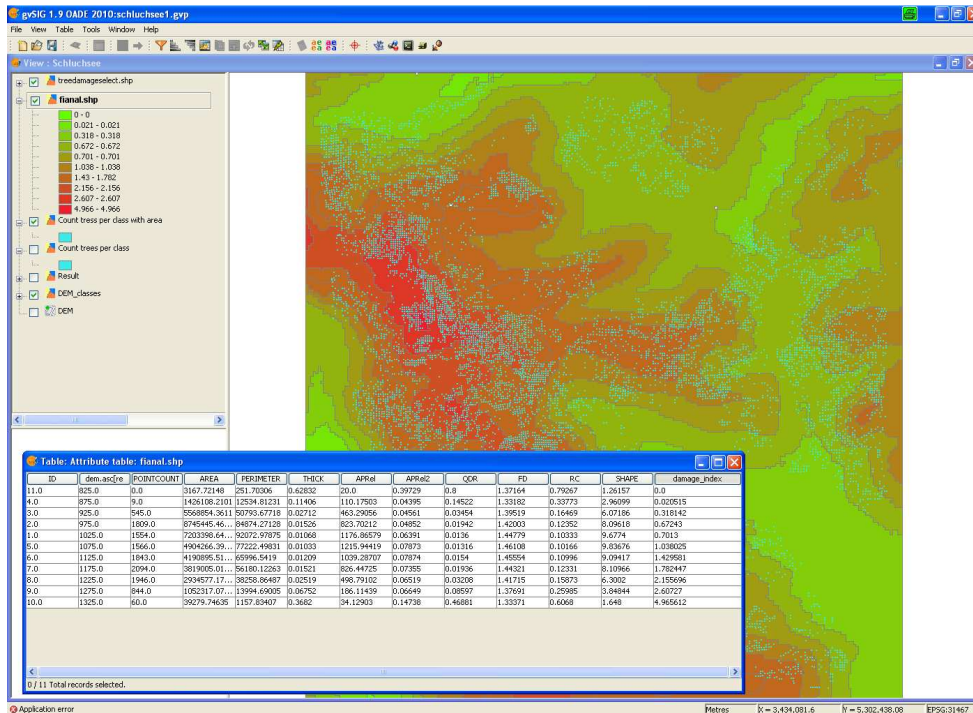 gvSIG 1.9 OADE 2010:schluchsee1.gvp
File View Table Tools Window Help
View : Schluchsee
treedamageselect.shp
fianal.shp
0 - 0
0.021 - 0.021
0.318 - 0.318
0.672 - 0.672
0.701 - 0.701
1.038 - 1.038
1.43 - 1.782
2.156 - 2.156
2.607 - 2.607
4.966 - 4.966
Count tress per class with area
Count trees per class
Result
DEM_classes
DEM
Table: Attribute table: fianal.shp
ID dem.asc[re POINTCOUNT AREA PERIMETER THICK APRel APRel2 QDR FD RC SHAPE damage_index
11.0 825.0 0.0 3167.72148 251.70306 0.62832 20.0 0.39729 0.8 1.37164 0.79267 1.26157 0.0
4.0 875.0 9.0 1426108.2101 12534.81231 0.11406 110.17503 0.04395 0.14522 1.33182 0.33773 2.96099 0.020515
3.0 925.0 545.0 5568854.3611 50793.67718 0.02712 463.29056 0.04561 0.03454 1.39519 0.16469 6.07186 0.318142
2.0 975.0 1809.0 8745445.46... 84874.27128 0.01526 823.70212 0.04852 0.01942 1.42003 0.12352 8.09618 0.67243
1.0 1025.0 1554.0 7203398.64... 92072.97875 0.01068 1176.86579 0.06391 0.0136 1.44779 0.10333 9.6774 0.7013
5.0 1075.0 1566.0 4904266.39... 77222.49831 0.01033 1215.94419 0.07873 0.01316 1.46108 0.10166 9.83676 1.038025
6.0 1125.0 1843.0 4190895.51... 65996.5419 0.01209 1039.28707 0.07874 0.0154 1.45554 0.10996 9.09417 1.429581
7.0 1175.0 2094.0 3819005.01... 56180.12263 0.01521 826.44725 0.07355 0.01936 1.44321 0.12331 8.10966 1.782447
8.0 1225.0 1946.0 2934577.17... 38258.86487 0.02519 498.79102 0.06519 0.03208 1.41715 0.15873 6.3002 2.155696
9.0 1275.0 844.0 1052317.07... 13994.69005 0.06752 186.11439 0.06649 0.08597 1.37691 0.25985 3.84844 2.60727
10.0 1325.0 60.0 39279.74635 1157.83407 0.3682 34.12903 0.14738 0.46881 1.33371 0.6068 1.648 4.965612
0 / 11 Total records selected.
Application error Metres X = 3,434,081.6 Y = 5,302,438.08 EPSG:31467